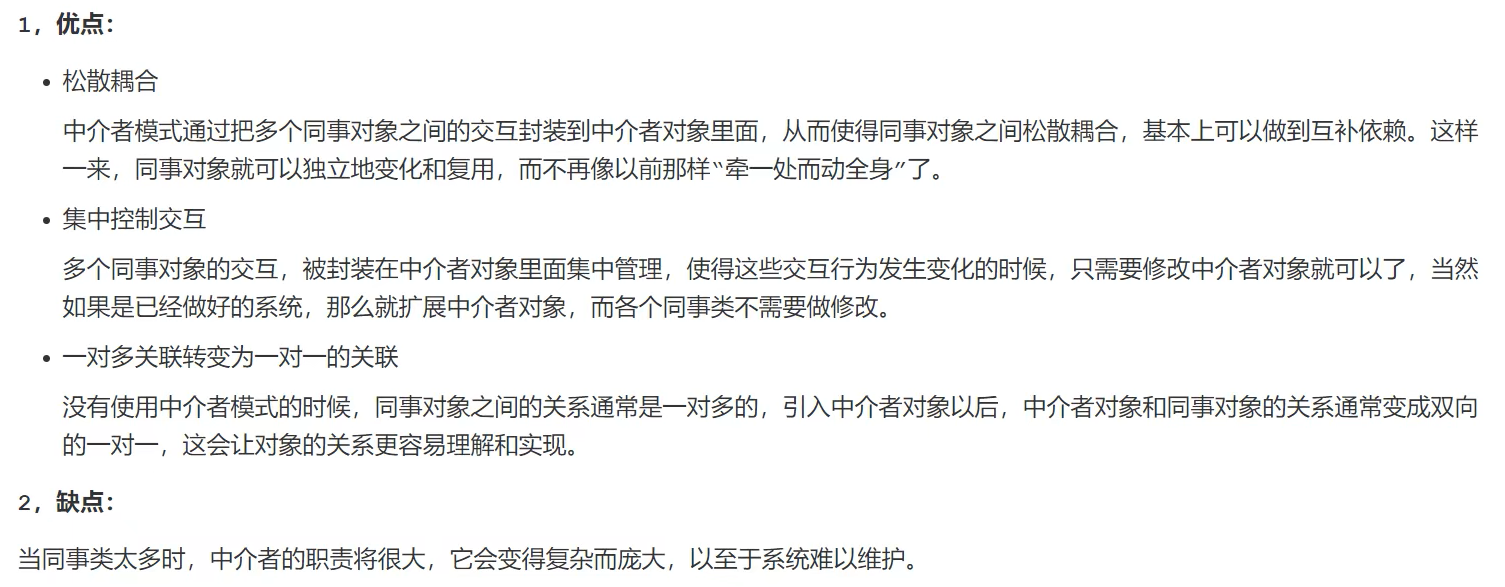 1，优点：
松散耦合
中介者模式通过把多个同事对象之间的交互封装到中介者对象里面，从而使得同事对象之间松散耦合，基本上可以做到互补依赖。这样
一来，同事对象就可以独立地变化和复用，而不再像以前那样“牵一处而动全身”了。
集中控制交互
多个同事对象的交互，被封装在中介者对象里面集中管理，使得这些交互行为发生变化的时候，只需要修改中介者对象就可以了，当然
如果是已经做好的系统，那么就扩展中介者对象，而各个同事类不需要做修改。
一对多关联转变为一对一的关联
没有使用中介者模式的时候，同事对象之间的关系通常是一对多的，引入中介者对象以后，中介者对象和同事对象的关系通常变成双向
的一对一，这会让对象的关系更容易理解和实现。
2，缺点：
当同事类太多时，中介者的职责将很大，它会变得复杂而庞大，以至于系统难以维护。